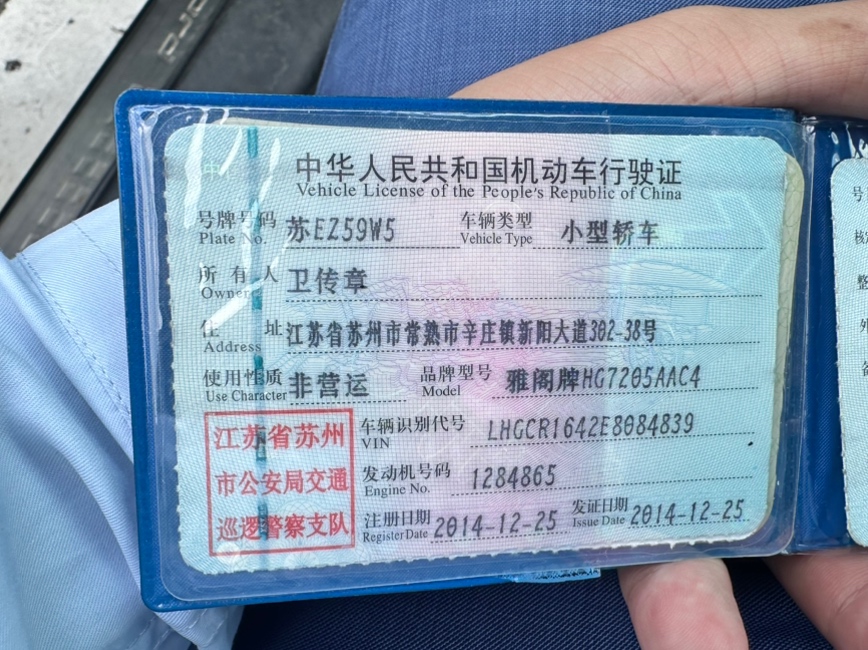 中华人民共和国机动车行驶证
Vehicle License of the People's Republic of China
号牌号码 苏EZ59W5 车辆类型 小型轿车
Plate No. Vehicle Type
所有人 卫传章
Owner
住址 江苏省苏州市常熟市辛庄镇新阳大道302-38号
Address
使用性质 非营运 品牌型号 雅阁牌HG7205AAC4
Use Character Model
江苏省苏州
市公安局交通
巡逻警察支队
车辆识别代号 LHGCR1642E8084839
VIN
发动机号码 1284865
Engine No.
注册日期 2014-12-25 发证日期 2014-12-25
Register Date Issue Date
号
核
整
外